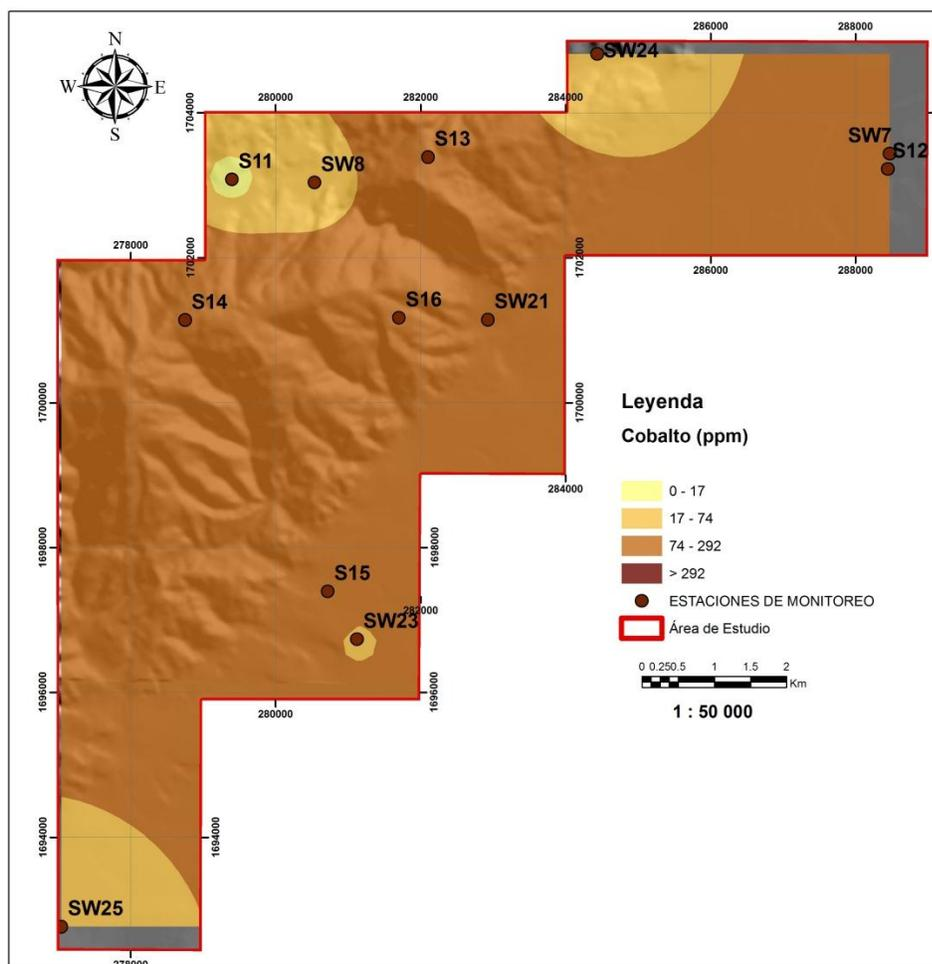 N
W E
S
280000
282000
284000
286000
288000
1704000
1704000
SW24
S13
S11
SW8
SW7
S12
278000
1702000
1702000
286000
288000
S14
S16
SW21
1700000
1700000
284000
Leyenda
Cobalto (ppm)
0 - 17
17 - 74
74 - 292
> 292
ESTACIONES DE MONITOREO
Área de Estudio
0 0.250.5 1 1.5 2
Km
1 : 50 000
1698000
1698000
S15
282000
SW23
1696000
1696000
280000
1694000
1694000
SW25
278000